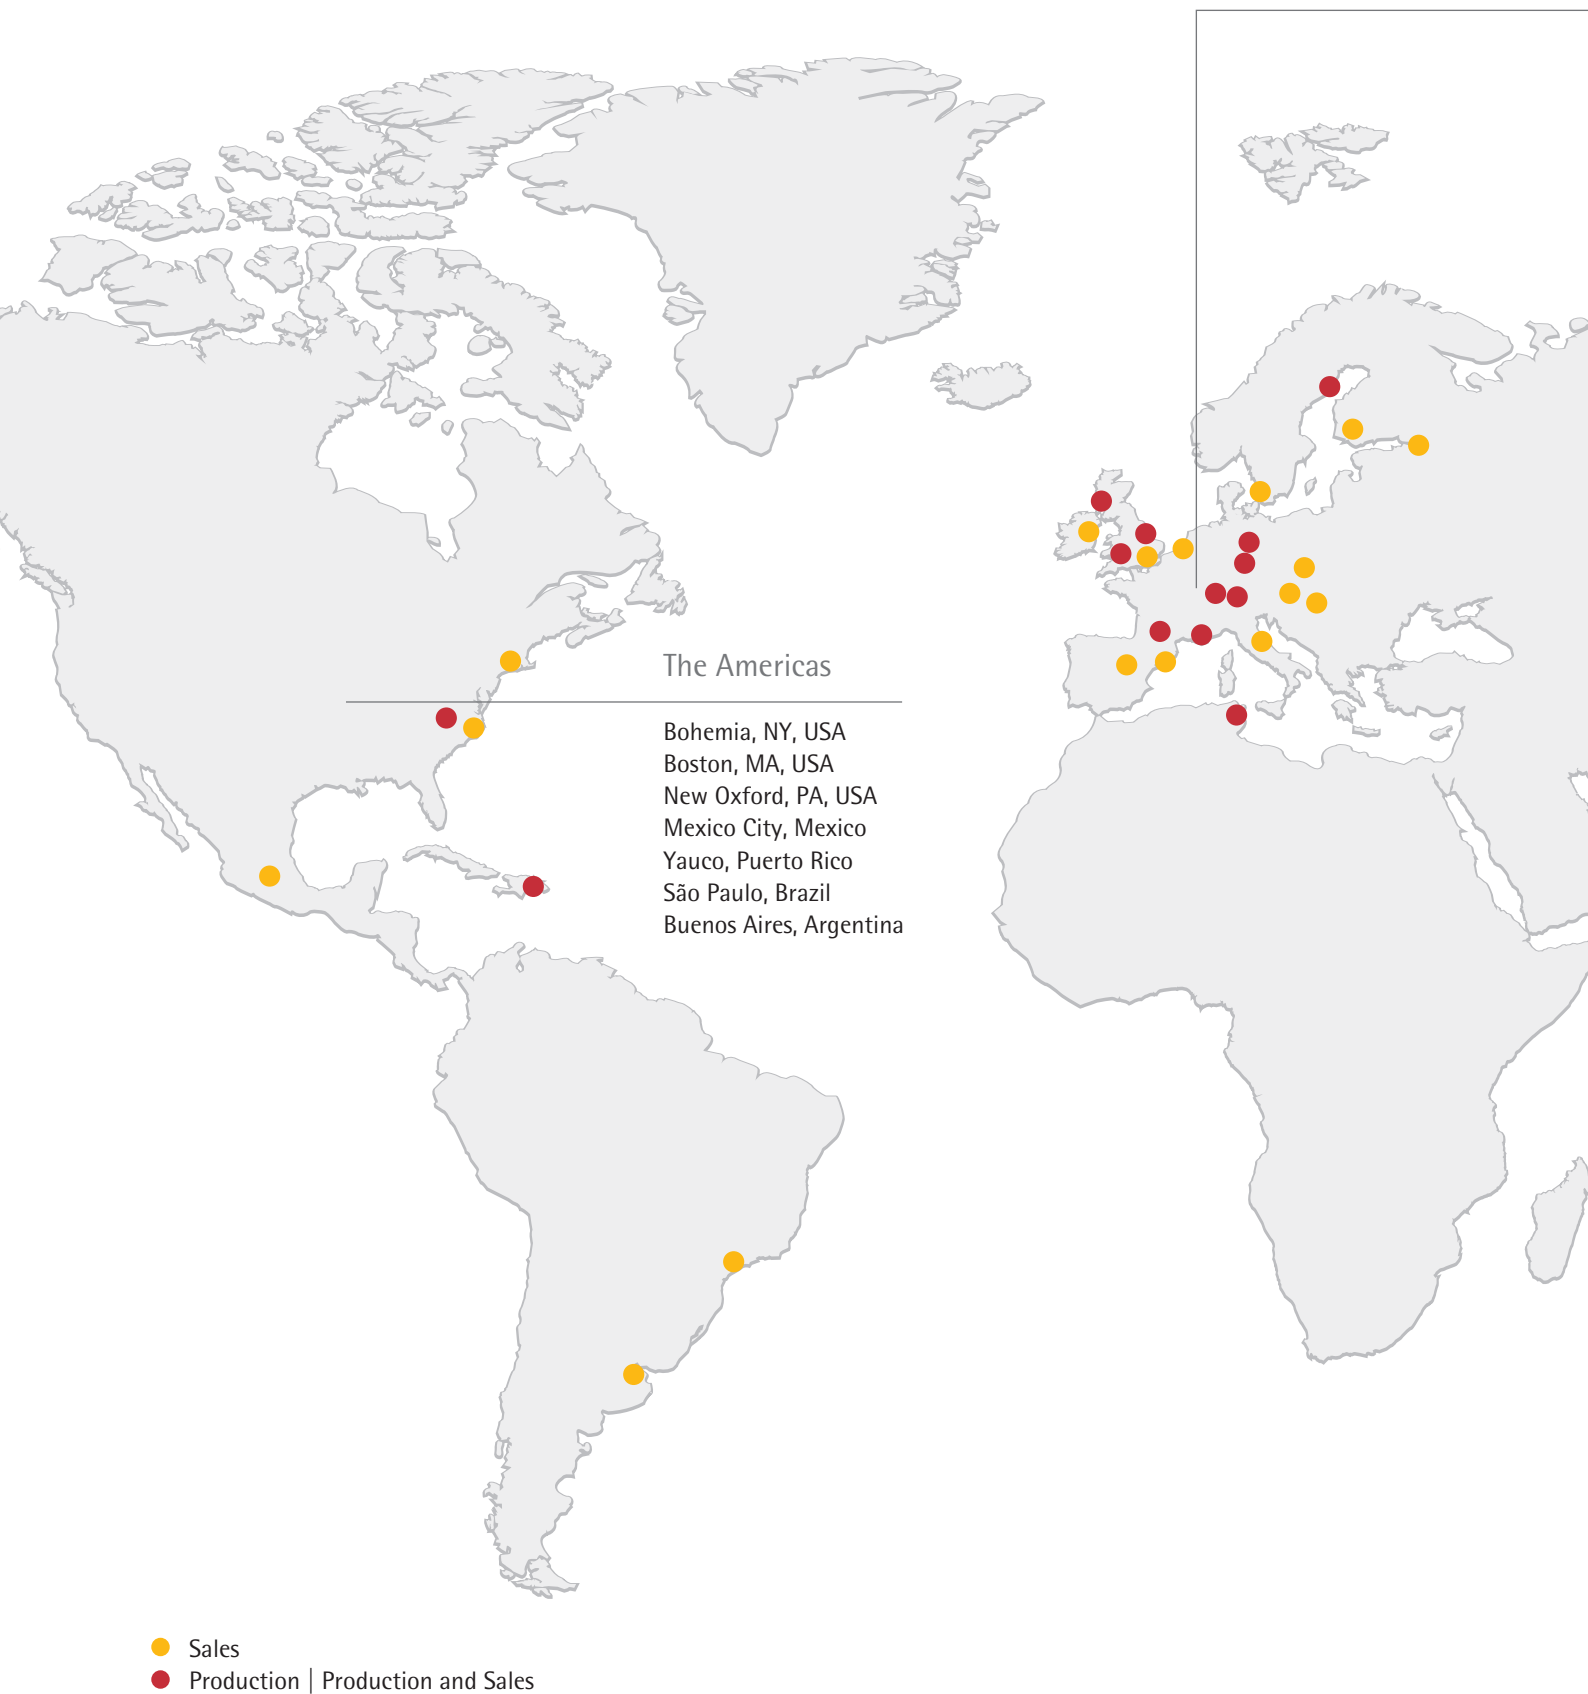 The Americas
Bohemia, NY, USA
Boston, MA, USA
New Oxford, PA, USA
Mexico City, Mexico
Yauco, Puerto Rico
São Paulo, Brazil
Buenos Aires, Argentina
Sales
Production | Production and Sales